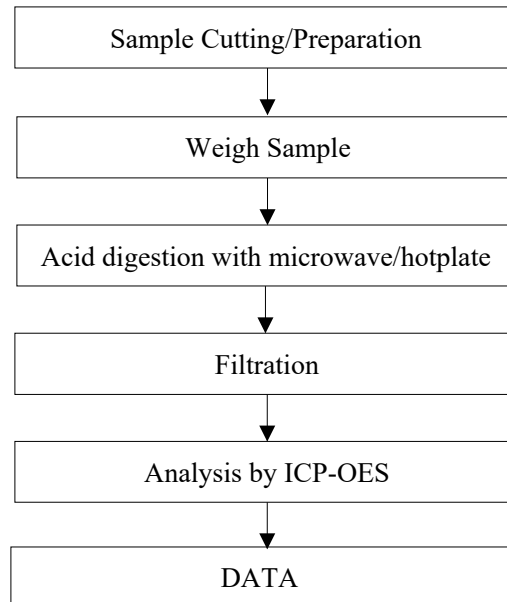 Sample Cutting/Preparation
Weigh Sample
Acid digestion with microwave/hotplate
Filtration
Analysis by ICP-OES
DATA